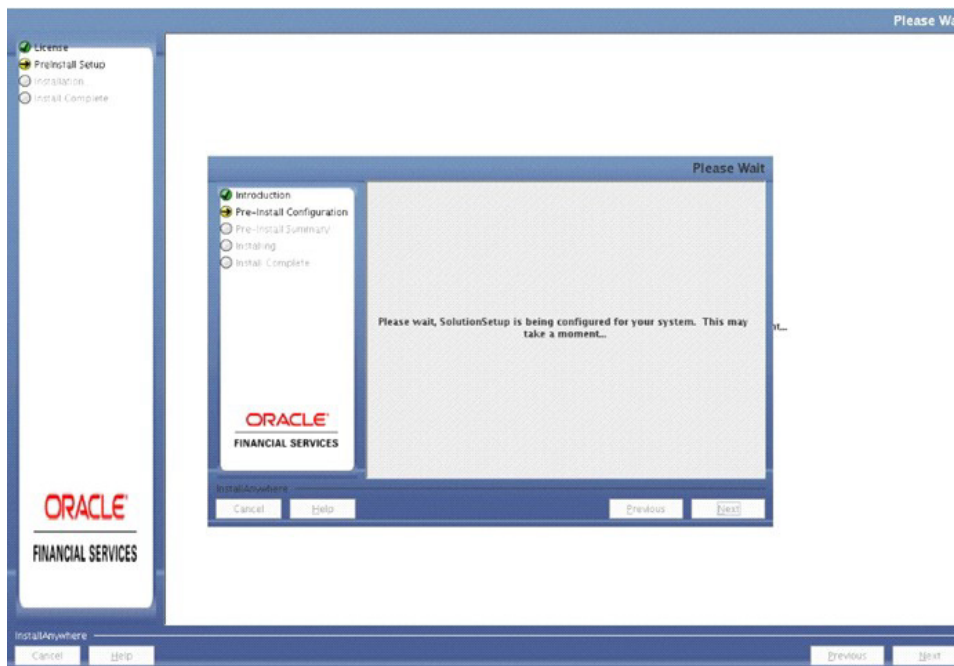 Please Wa
License
Preinstall Setup
Installation...
Install Complete
Please Wait
Introduction
Pre-Install Configuration
Pre-Install Summary
Installing...
Install Complete
Please wait, SolutionSetup is being configured for your system. This may
take a moment...
nt...
ORACLE
FINANCIAL SERVICES
InstallAnywhere
Cancel
Help
Previous
Next
ORACLE
FINANCIAL SERVICES
InstallAnywhere
Cancel
Help
Previous
Next